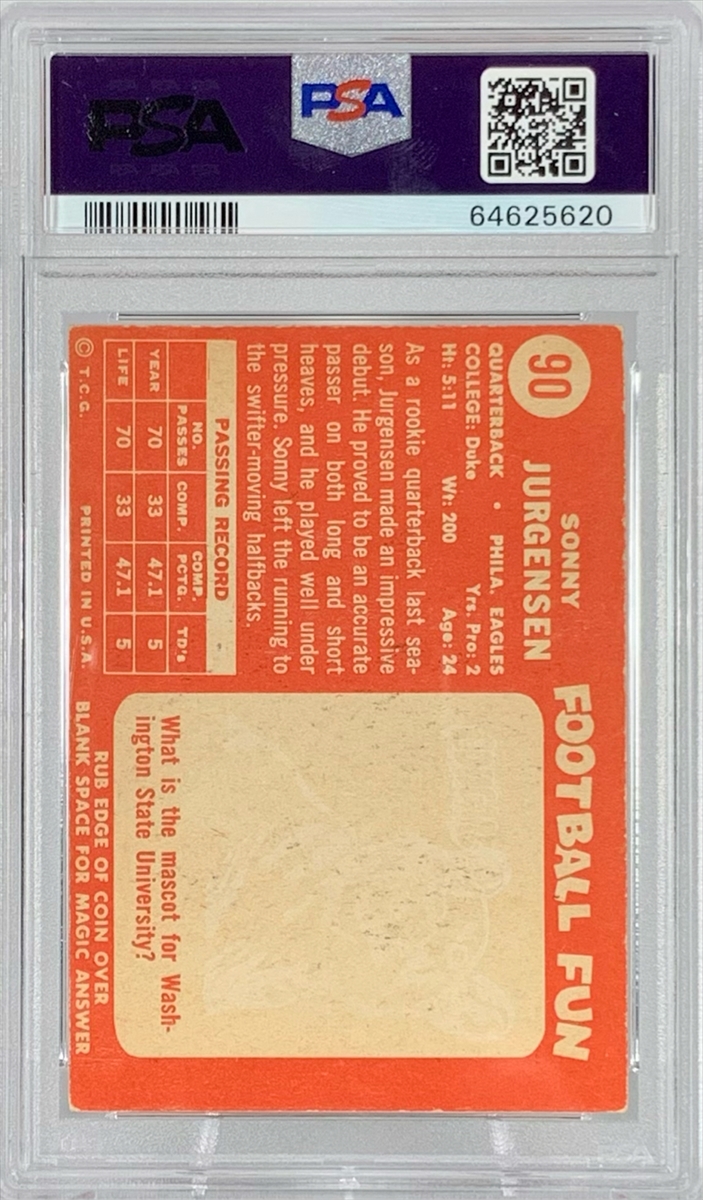 PSA
PSA
64625620
90
SONNY
JURGENSEN
QUARTERBACK • PHILA. EAGLES
COLLEGE: Duke Yrs. Pro: 2
Ht: 5:11 Wt: 200 Age: 24
As a rookie quarterback last sea-
son, Jurgensen made an impressive
debut. He proved to be an accurate
passer on both long and short
heaves, and he played well under
pressure. Sonny left the running to
the swifter-moving halfbacks.
PASSING RECORD
NO. PASSES COMP. COMP. PCTG. TD's
YEAR 70 33 47.1 5
LIFE 70 33 47.1 5
© T.C.G. PRINTED IN U.S.A.
FOOTBALL FUN
What is the mascot for Wash-
ington State University?
RUB EDGE OF COIN OVER
BLANK SPACE FOR MAGIC ANSWER